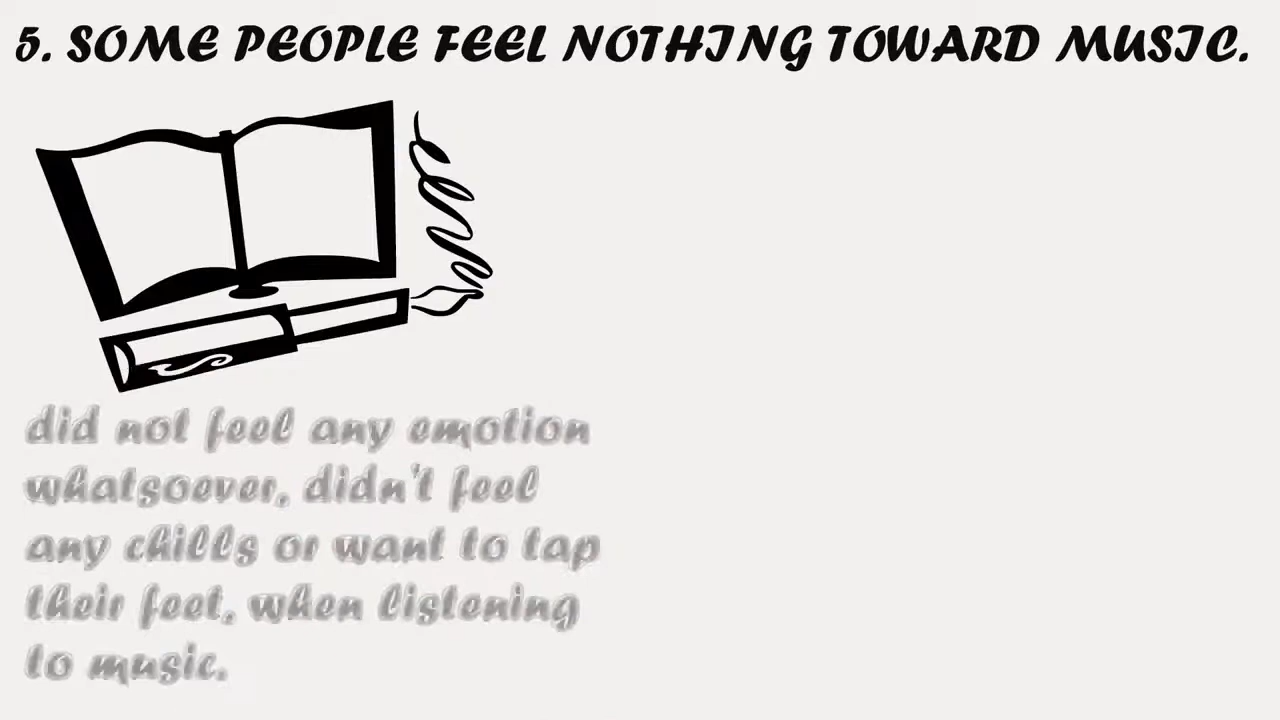 5. SOME PEOPLE FEEL NOTHING TOWARD MUSIC.
did not feel any emotion
whatsoever, didn't feel
any chills or want to tap
their feet, when listening
to music.